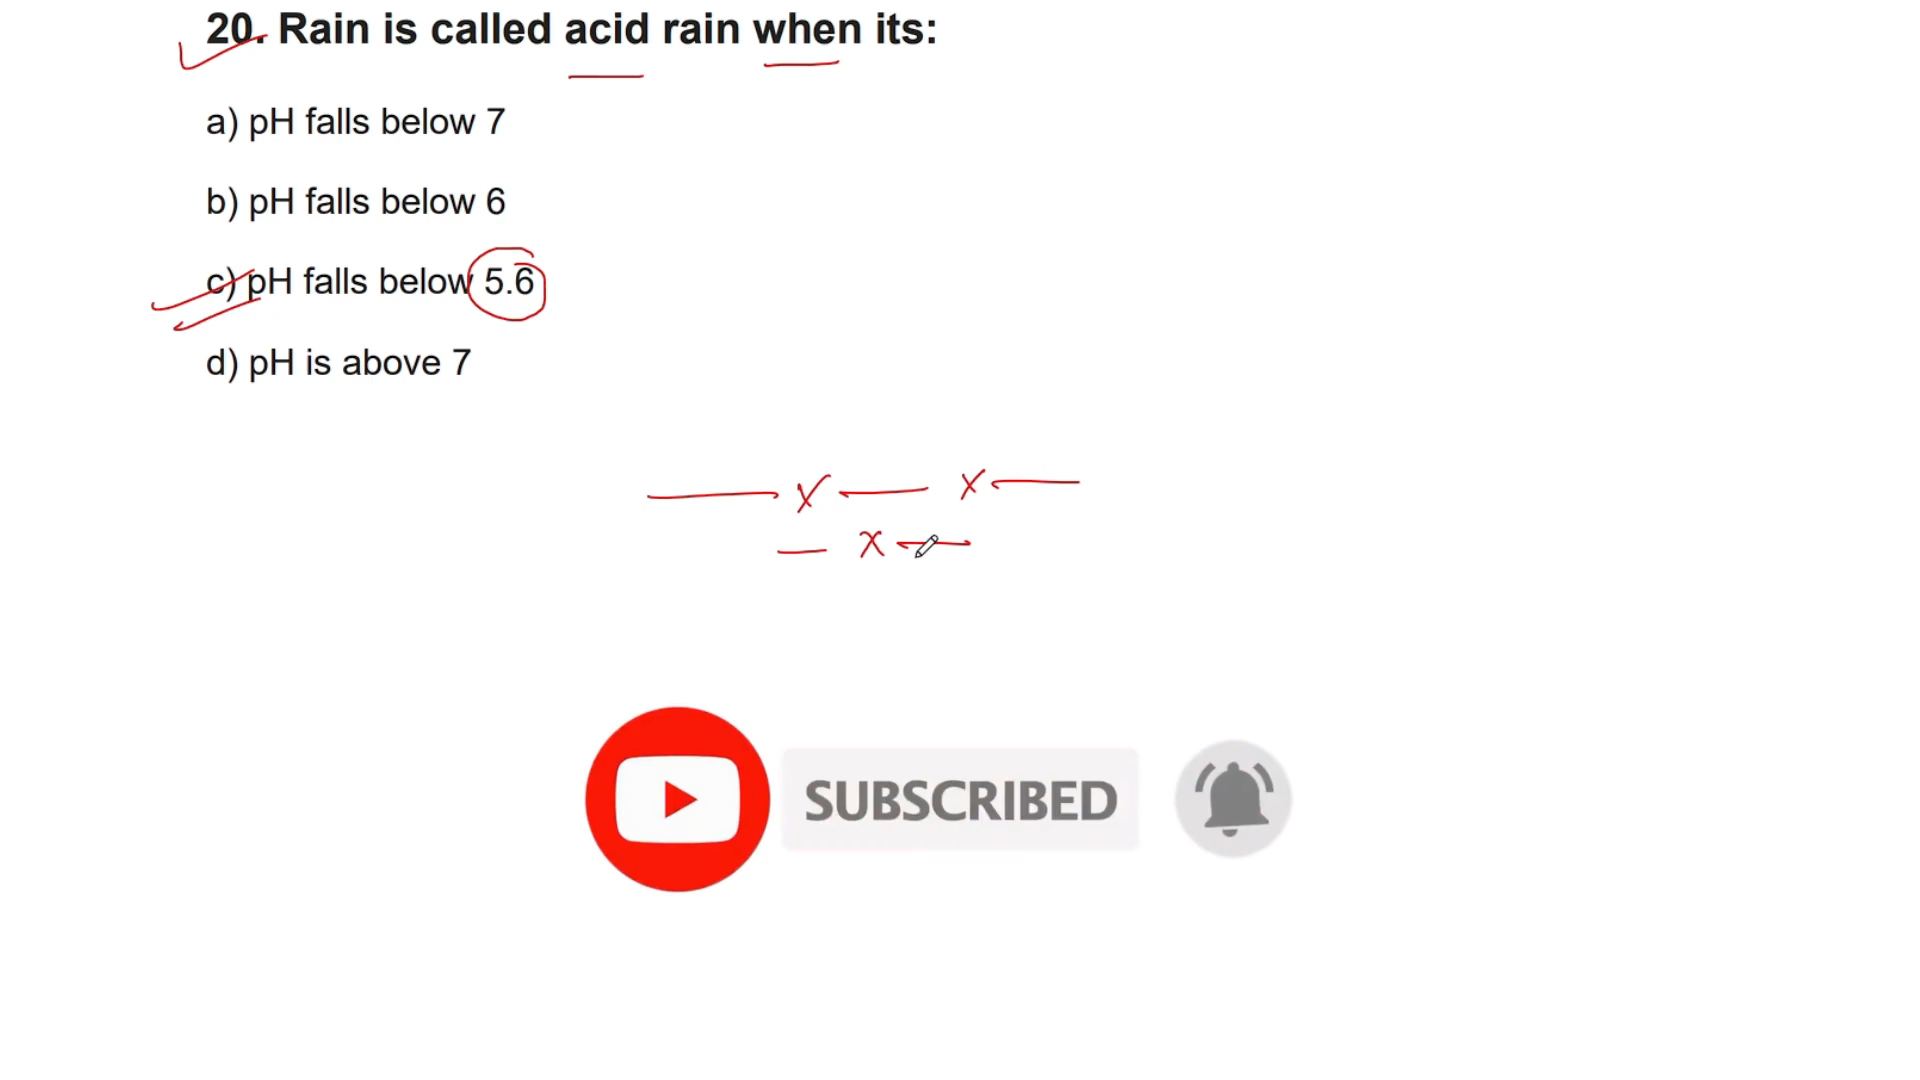 20. Rain is called acid rain when its:
a) pH falls below 7
b) pH falls below 6
c) pH falls below 5.6
d) pH is above 7
x x
x
SUBSCRIBED